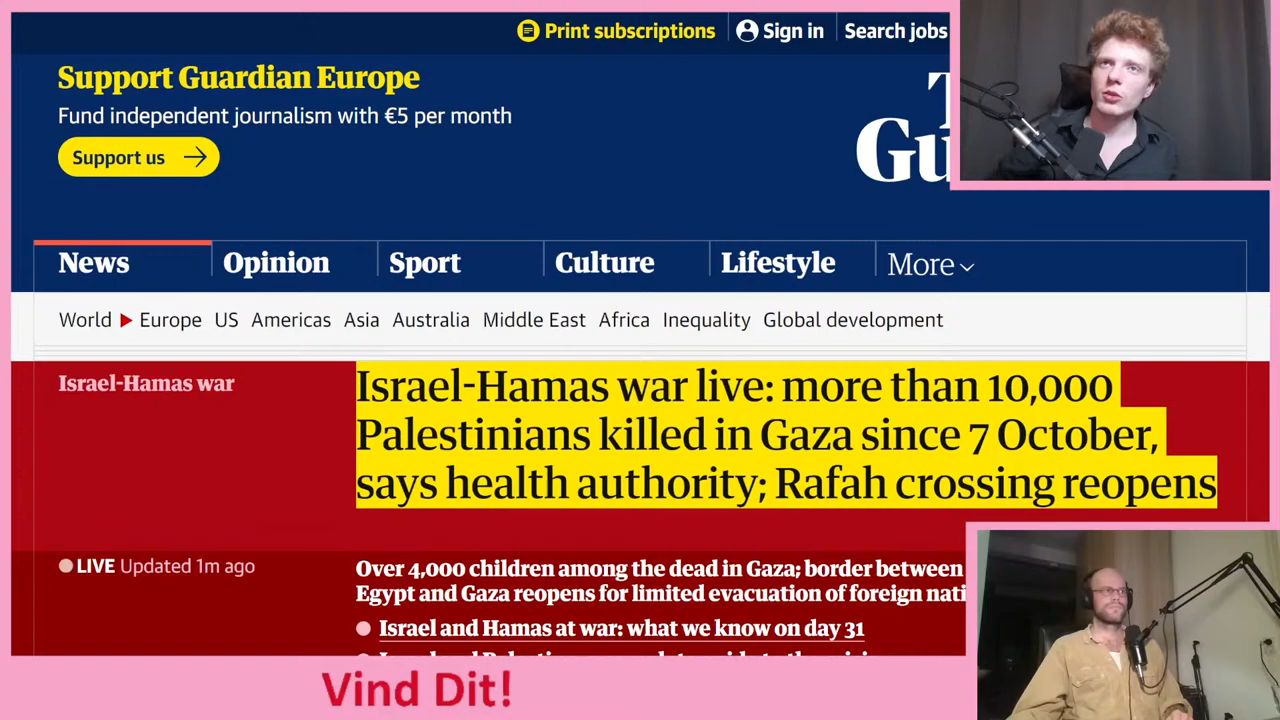 Print subscriptions
Sign in
Search jobs
Support Guardian Europe
Fund independent journalism with €5 per month
Support us
Gu
News
Opinion
Sport
Culture
Lifestyle
More
World
Europe
US
Americas
Asia
Australia
Middle East
Africa
Inequality
Global development
Israel-Hamas war
Israel-Hamas war live: more than 10,000
Palestinians killed in Gaza since 7 October,
says health authority; Rafah crossing reopens
LIVE Updated 1m ago
Over 4,000 children among the dead in Gaza; border between
Egypt and Gaza reopens for limited evacuation of foreign nati
Israel and Hamas at war: what we know on day 31
Vind Dit!